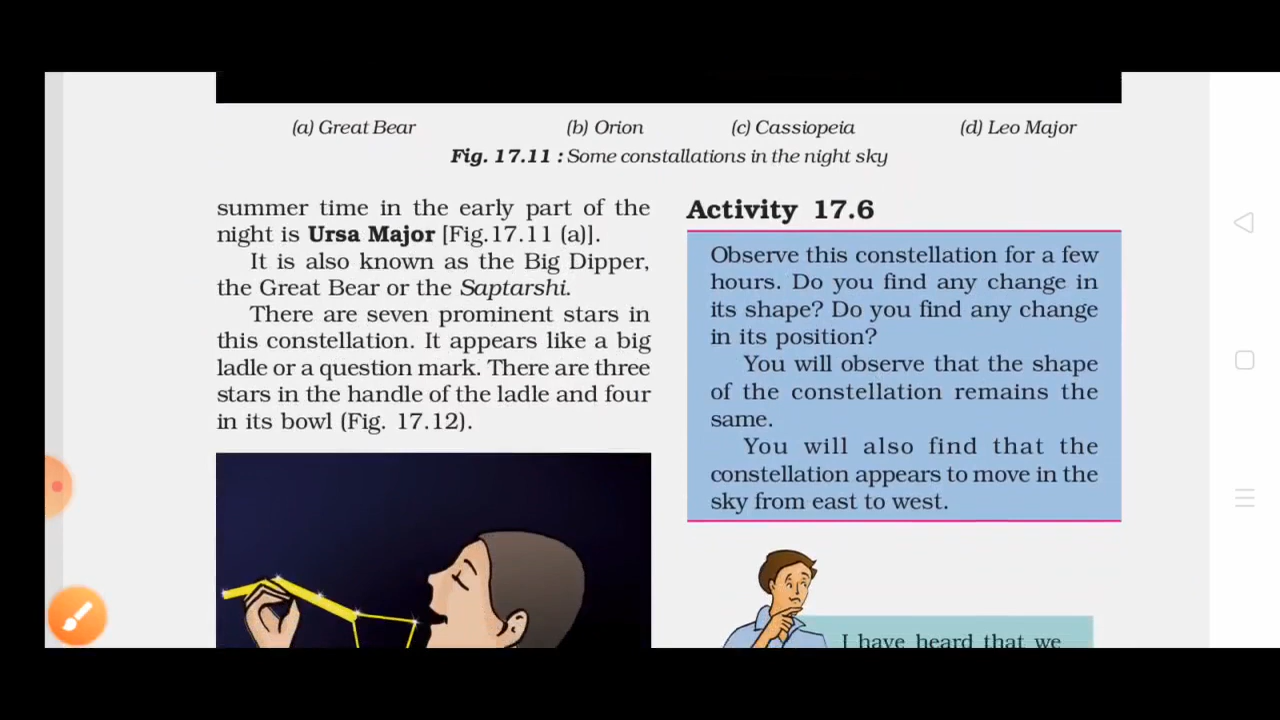 (a) Great Bear (b) Orion (c) Cassiopeia (d) Leo Major
Fig. 17.11 : Some constallations in the night sky
summer time in the early part of the
night is Ursa Major [Fig.17.11 (a)].
It is also known as the Big Dipper,
the Great Bear or the Saptarshi.
There are seven prominent stars in
this constellation. It appears like a big
ladle or a question mark. There are three
stars in the handle of the ladle and four
in its bowl (Fig. 17.12).
Activity 17.6
Observe this constellation for a few
hours. Do you find any change in
its shape? Do you find any change
in its position?
You will observe that the shape
of the constellation remains the
same.
You will also find that the
constellation appears to move in the
sky from east to west.
I have heard that we